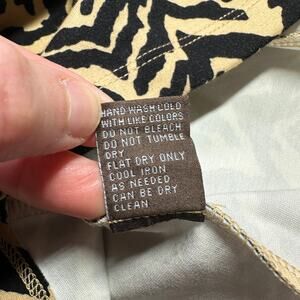 HAND WASH COLD
WITH LIKE COLORS
DO NOT BLEACH
DO NOT TUMBLE
DRY
FLAT DRY ONLY
COOL IRON
AS NEEDED
CAN BE DRY
CLEAN